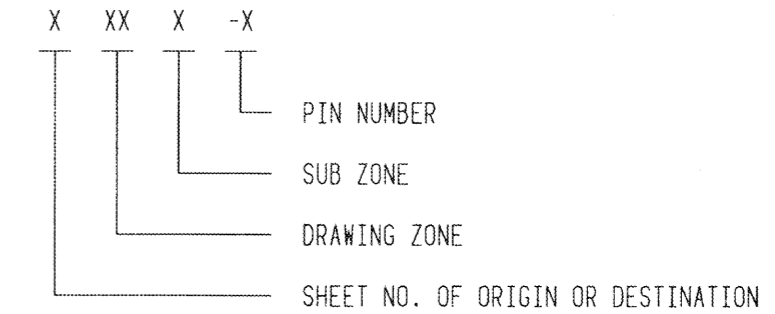 X XX X -X
PIN NUMBER
SUB ZONE
DRAWING ZONE
SHEET NO. OF ORIGIN OR DESTINATION